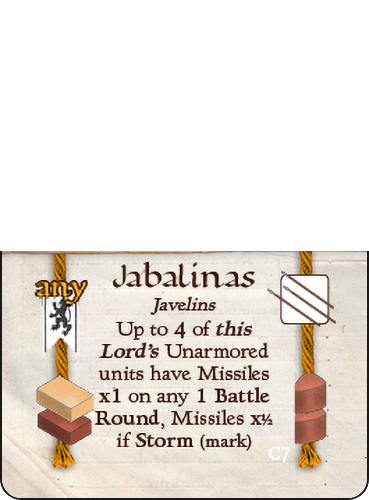 Jabalinas
any
Javelins
Up to 4 of this
Lord's Unarmored
units have Missiles
x1 on any 1 Battle
Round, Missiles x½
if Storm (mark)
C7